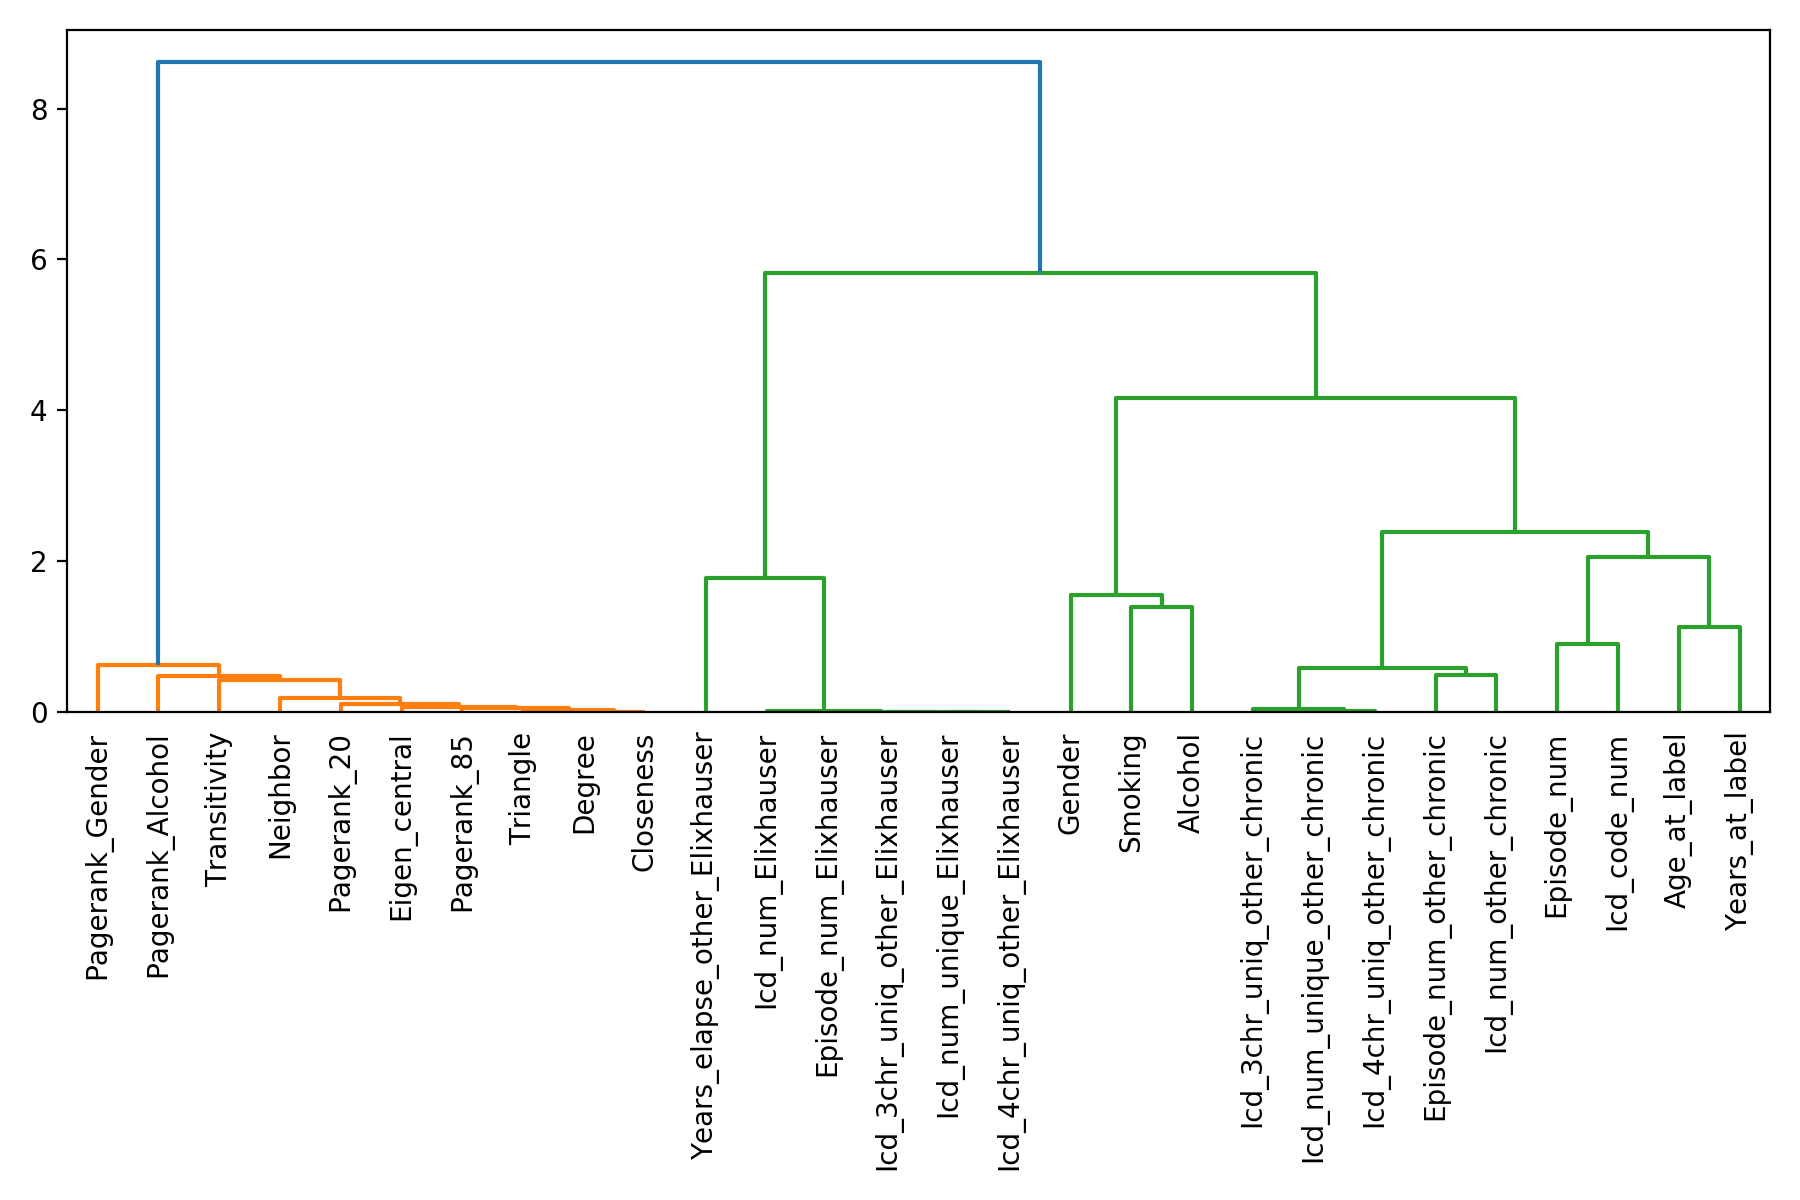 8
6
4
2
0
Pagerank_Gender
Pagerank_Alcohol
Transitivity
Neighbor
Pagerank_20
Eigen_central
Pagerank_85
Triangle
Degree
Closeness
Years_elapse_other_Elixhauser
Icd_num_Elixhauser
Episode_num_Elixhauser
Icd_3chr_uniq_other_Elixhauser
Icd_num_unique_Elixhauser
Icd_4chr_uniq_other_Elixhauser
Gender
Smoking
Alcohol
Icd_3chr_uniq_other_chronic
Icd_num_unique_other_chronic
Icd_4chr_uniq_other_chronic
Episode_num_other_chronic
Icd_num_other_chronic
Episode_num
Icd_code_num
Age_at_label
Years_at_label